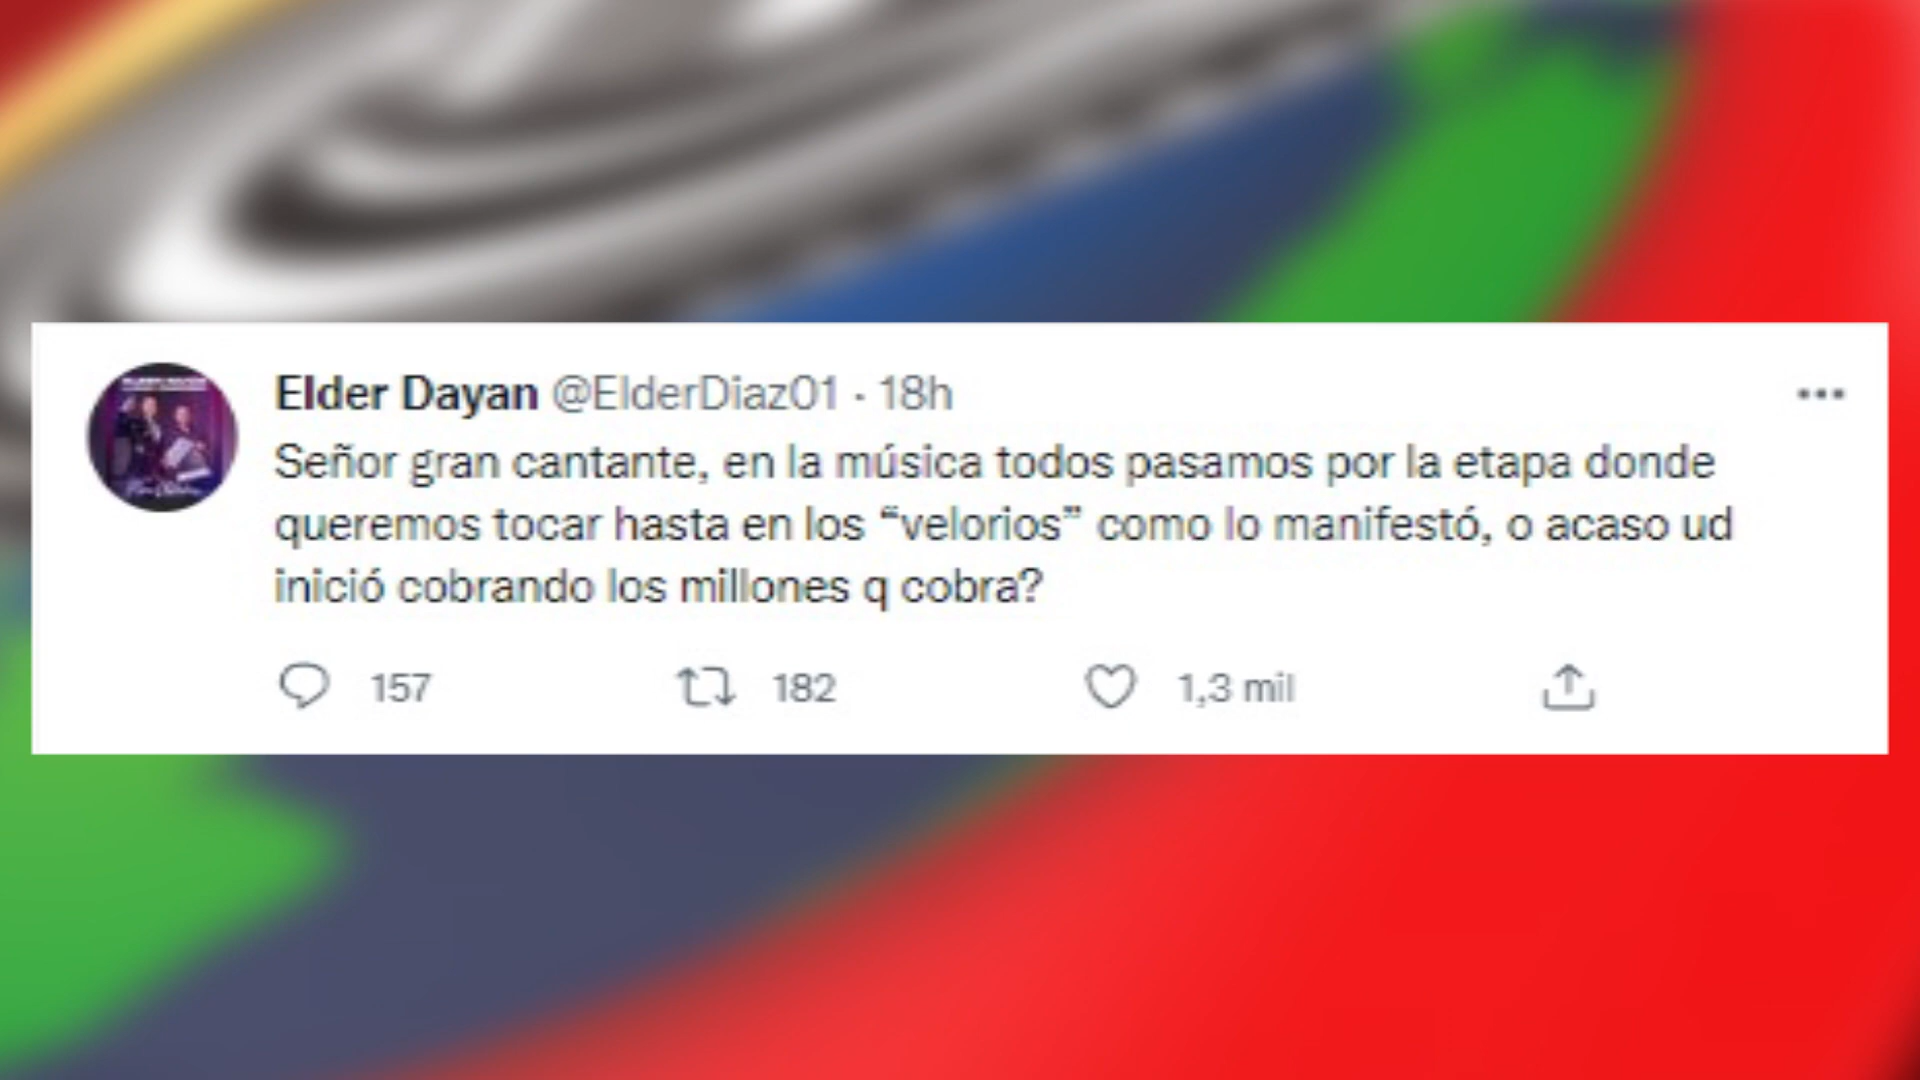 Elder Dayan @ElderDiaz01 · 18h
Señor gran cantante, en la música todos pasamos por la etapa donde
queremos tocar hasta en los “velorios” como lo manifestó, o acaso ud
inició cobrando los millones q cobra?
157 182 1,3 mil